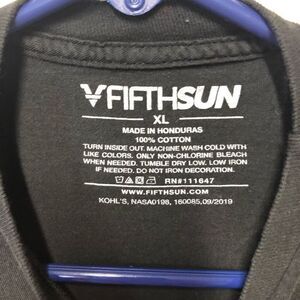 FIFTHSUN
XL
MADE IN HONDURAS
100% COTTON
TURN INSIDE OUT. MACHINE WASH COLD WITH
LIKE COLORS. ONLY NON-CHLORINE BLEACH
WHEN NEEDED. TUMBLE DRY LOW. LOW IRON
IF NEEDED. DO NOT IRON DECORATION.
RN#111647
WWW.FIFTHSUN.COM
KOHL'S, NASA0198, 160085,09/2019